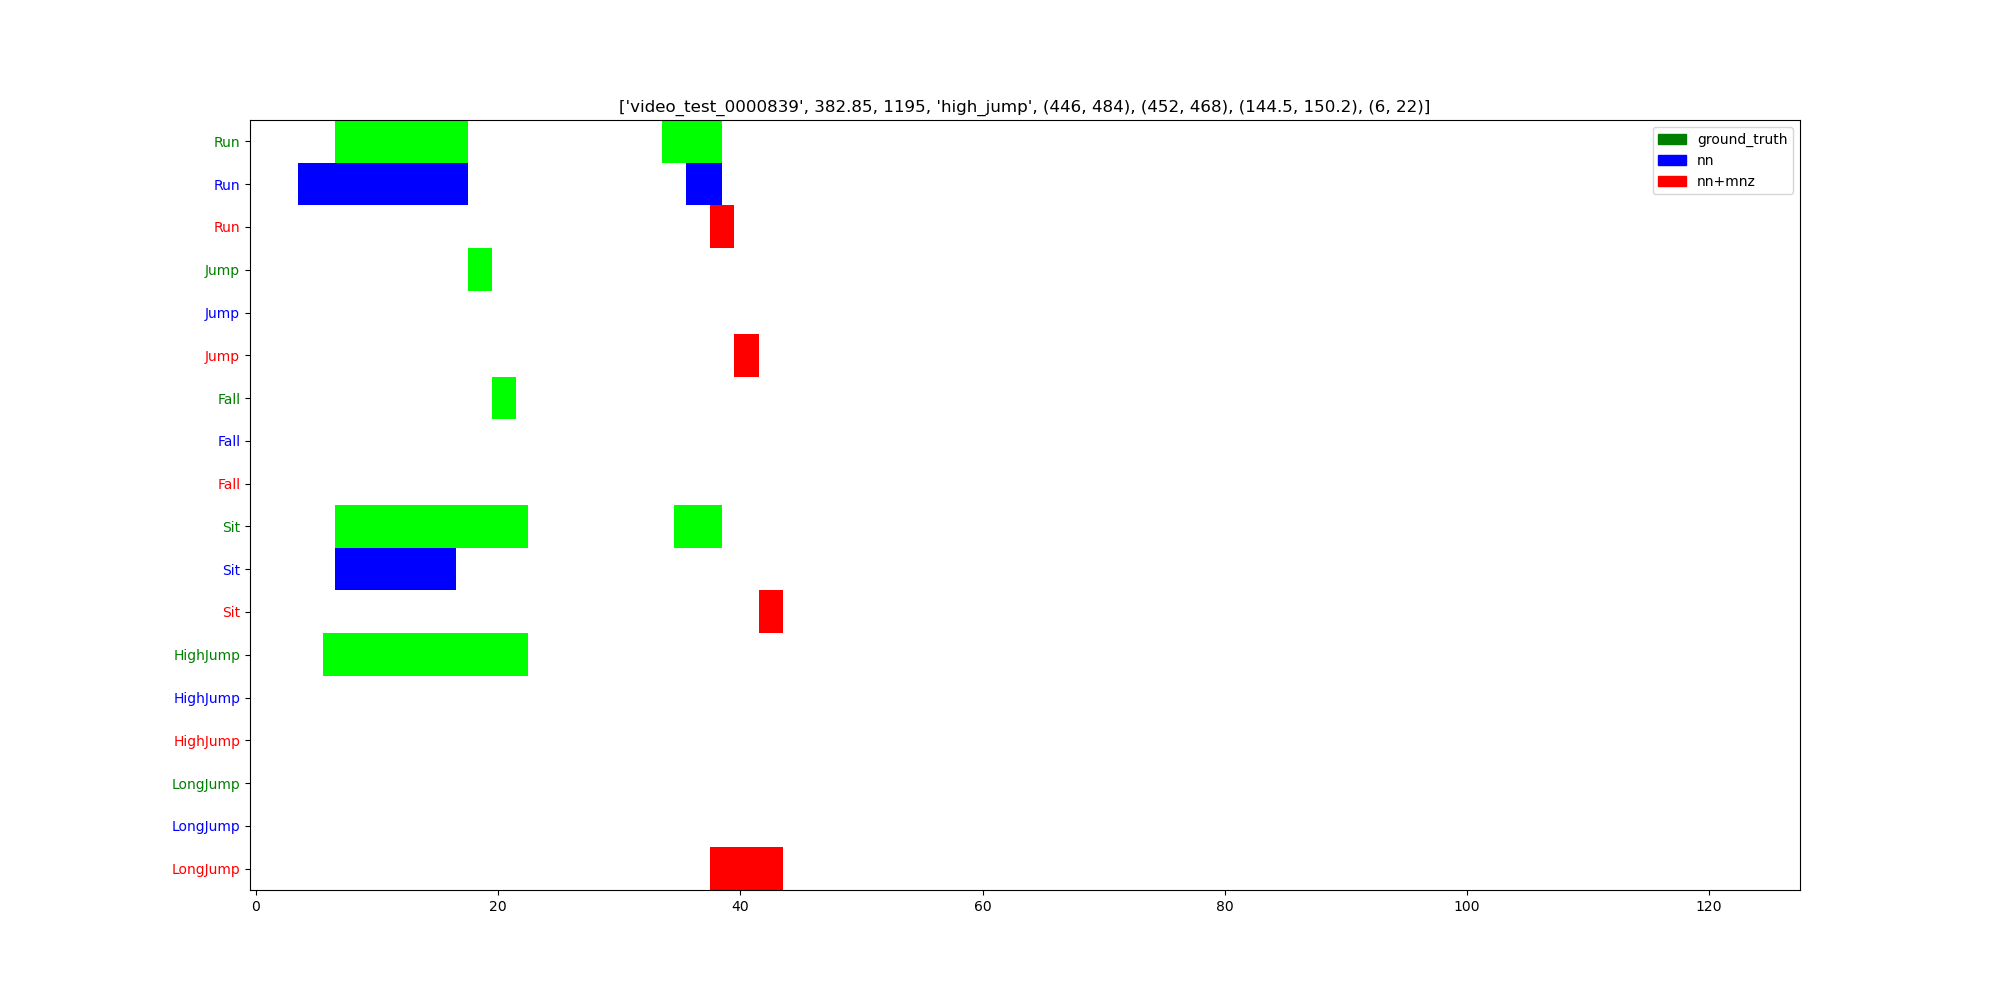 ['video_test_0000839', 382.85, 1195, 'high_jump', (446, 484), (452, 468), (144.5, 150.2), (6, 22)]
ground_truth
nn
nn+mnz
Run
Run
Run
Jump
Jump
Jump
Fall
Fall
Fall
Sit
Sit
Sit
HighJump
HighJump
HighJump
LongJump
LongJump
LongJump
0 20 40 60 80 100 120